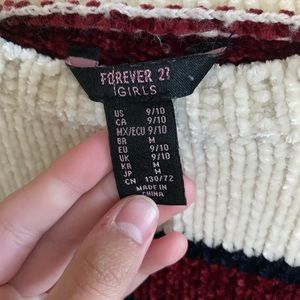 FOREVER 21
GIRLS
US 9/10
CA 9/10
MX/ECU 9/10
BR M
EU 9/10
UK 9/10
KR M
JP M
CN 130/72
MADE IN
CHINA